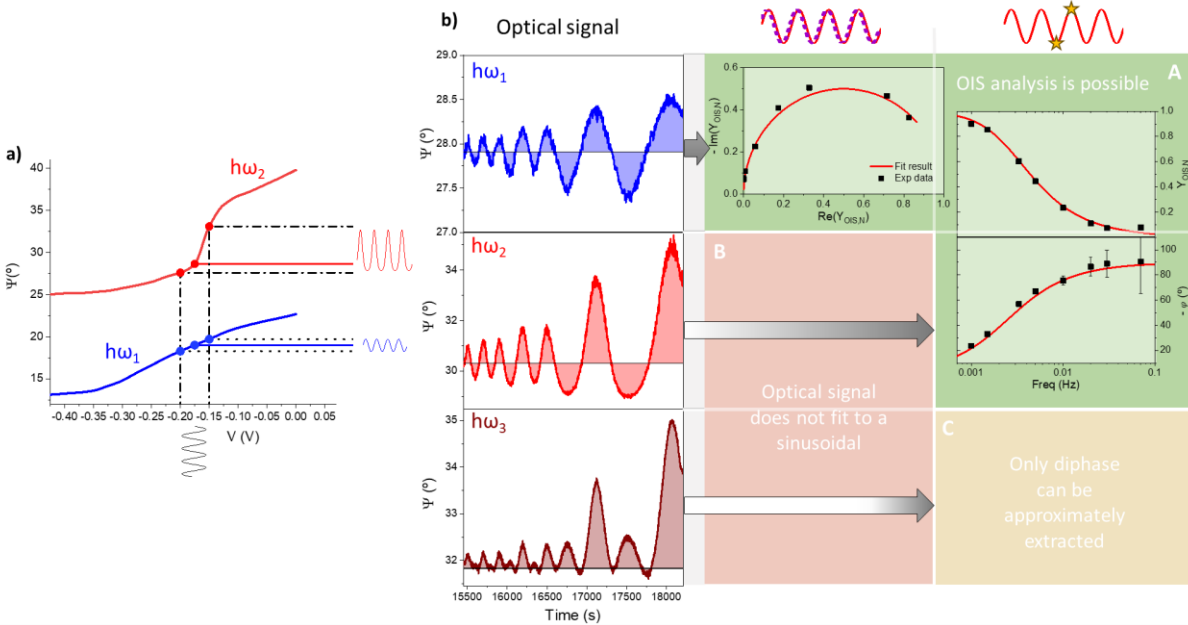 a)
hω2
hω1
Ψ(°)
40
35
30
25
20
15
-0.40 -0.35 -0.30 -0.25 -0.20 -0.15 -0.10 -0.05 0.00 0.05
V (V)
b)
Optical signal
hω1
Ψ (°)
29.0
28.5
28.0
27.5
27.0
hω2
Ψ (°)
34
32
30
hω3
Ψ (°)
35
34
33
32
15500 16000 16500 17000 17500 18000
Time (s)
- Im(YOIS,N)
0.6
0.4
0.2
0.0
0.0 0.2 0.4 0.6 0.8 1.0
Re(YOIS,N)
Fit result
Exp data
A
OIS analysis is possible
1.0
0.8
0.6
0.4
0.2
YOIS,N
100
80
60
40
20
- φ (°)
0.001 0.01 0.1
Freq (Hz)
B
Optical signal
does not fit to a
sinusoidal
C
Only diphase
can be
approximately
extracted